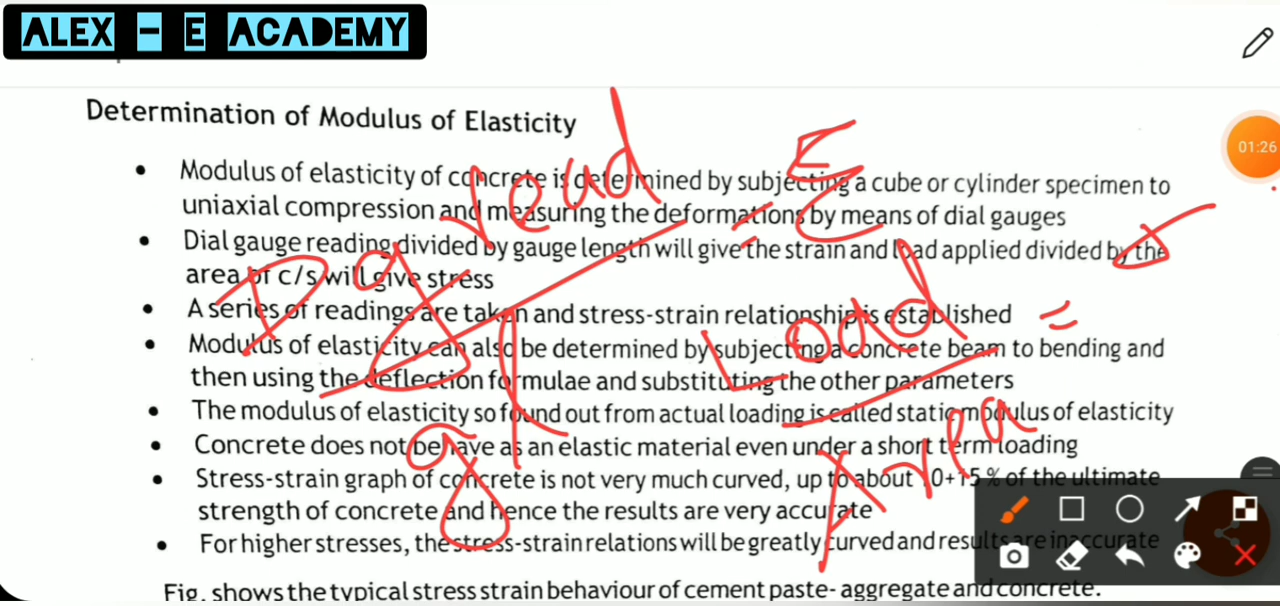 ALEX - E ACADEMY
01:26
Determination of Modulus of Elasticity
• Modulus of elasticity of concrete is determined by subjecting a cube or cylinder specimen to
uniaxial compression and measuring the deformations by means of dial gauges
• Dial gauge reading divided by gauge length will give the strain and load applied divided by the
area of c/s will give stress
• A series of readings are taken and stress-strain relationship is established
• Modulus of elasticity can also be determined by subjecting a concrete beam to bending and
then using the deflection formulae and substituting the other parameters
• The modulus of elasticity so found out from actual loading is called static modulus of elasticity
• Concrete does not behave as an elastic material even under a short term loading
• Stress-strain graph of concrete is not very much curved, up to about 10+15 % of the ultimate
strength of concrete and hence the results are very accurate
• For higher stresses, the stress-strain relations will be greatly curved and results are inaccurate
Fig. shows the typical stress strain behaviour of cement paste- aggregate and concrete.
Dg read
gl
= Ɛ
Load
Area
= σ